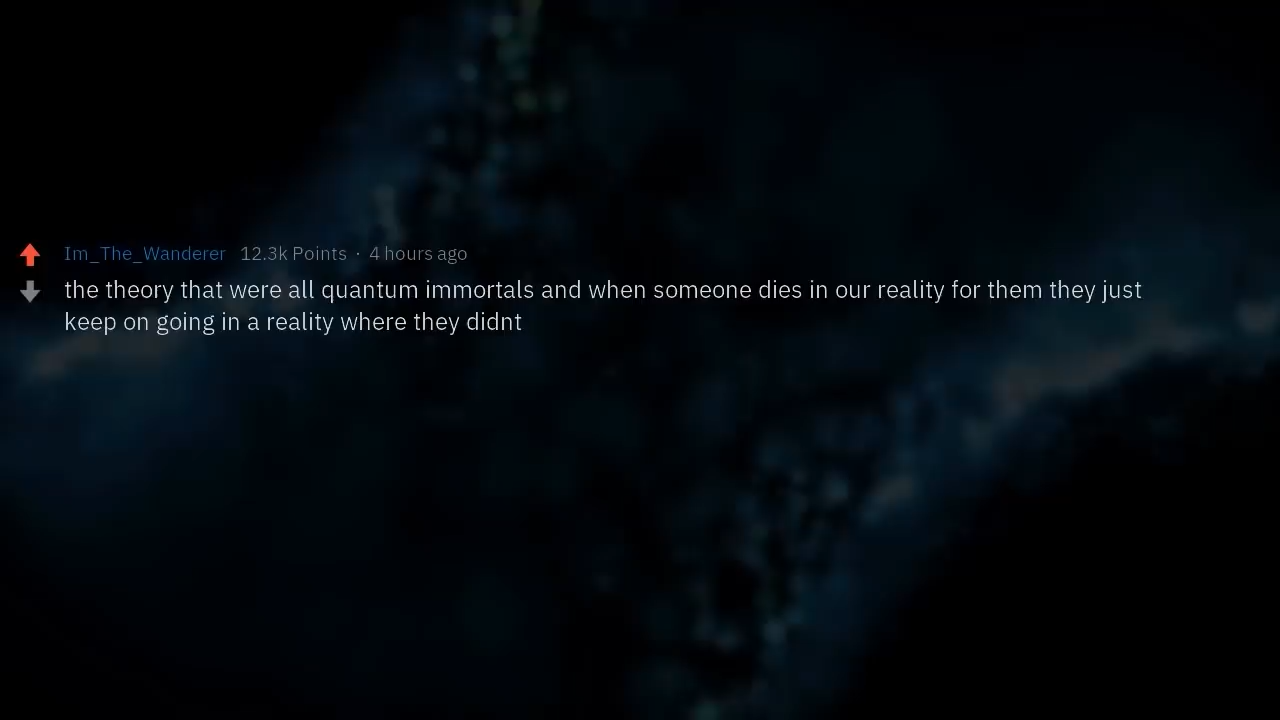 Im_The_Wanderer 12.3k Points · 4 hours ago
the theory that were all quantum immortals and when someone dies in our reality for them they just
keep on going in a reality where they didnt